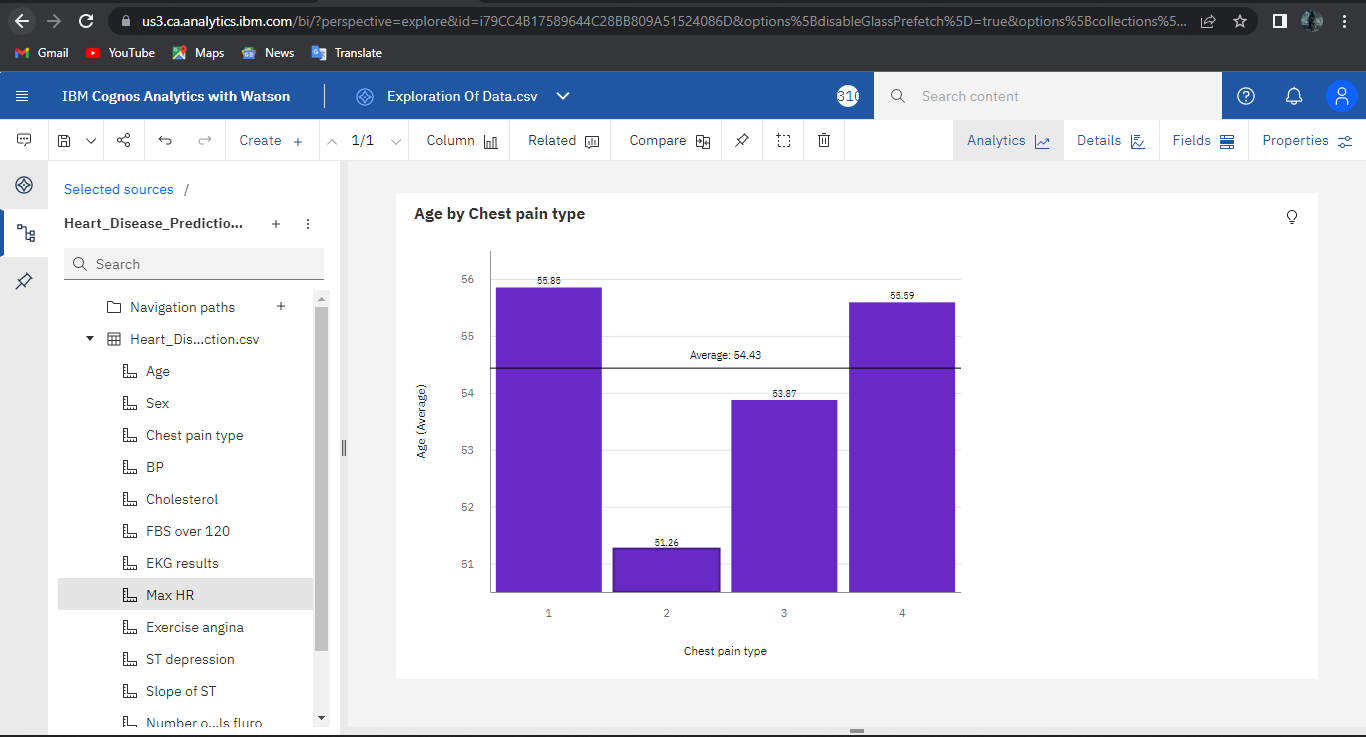 us3.ca.analytics.ibm.com/bi/?perspective=explore&id=i79CC4B17589644C28BB809A51524086D&options%5BdisableGlassPrefetch%5D=true&options%5Bcollections%5...
Gmail YouTube Maps News Translate
IBM Cognos Analytics with Watson Exploration Of Data.csv 310 Search content
Create + 1/1 Column Related Compare Analytics Details Fields Properties
Selected sources /
Heart_Disease_Predictio...
Search
Navigation paths
Heart_Dis...ction.csv
Age
Sex
Chest pain type
BP
Cholesterol
FBS over 120
EKG results
Max HR
Exercise angina
ST depression
Slope of ST
Number o...ls fluro
Age by Chest pain type
Age (Average)
56
55
54
53
52
51
55.85
51.26
53.87
55.59
Average: 54.43
1 2 3 4
Chest pain type